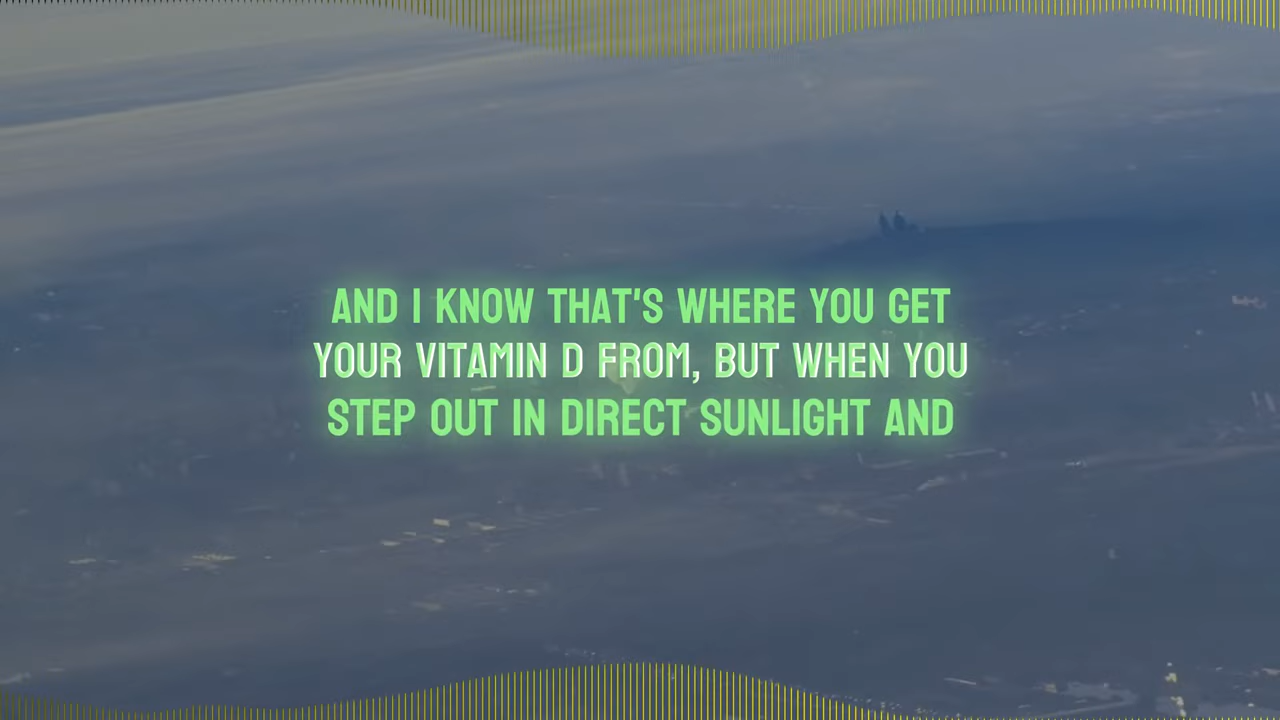 AND I KNOW THAT'S WHERE YOU GET
YOUR VITAMIN D FROM, BUT WHEN YOU
STEP OUT IN DIRECT SUNLIGHT AND